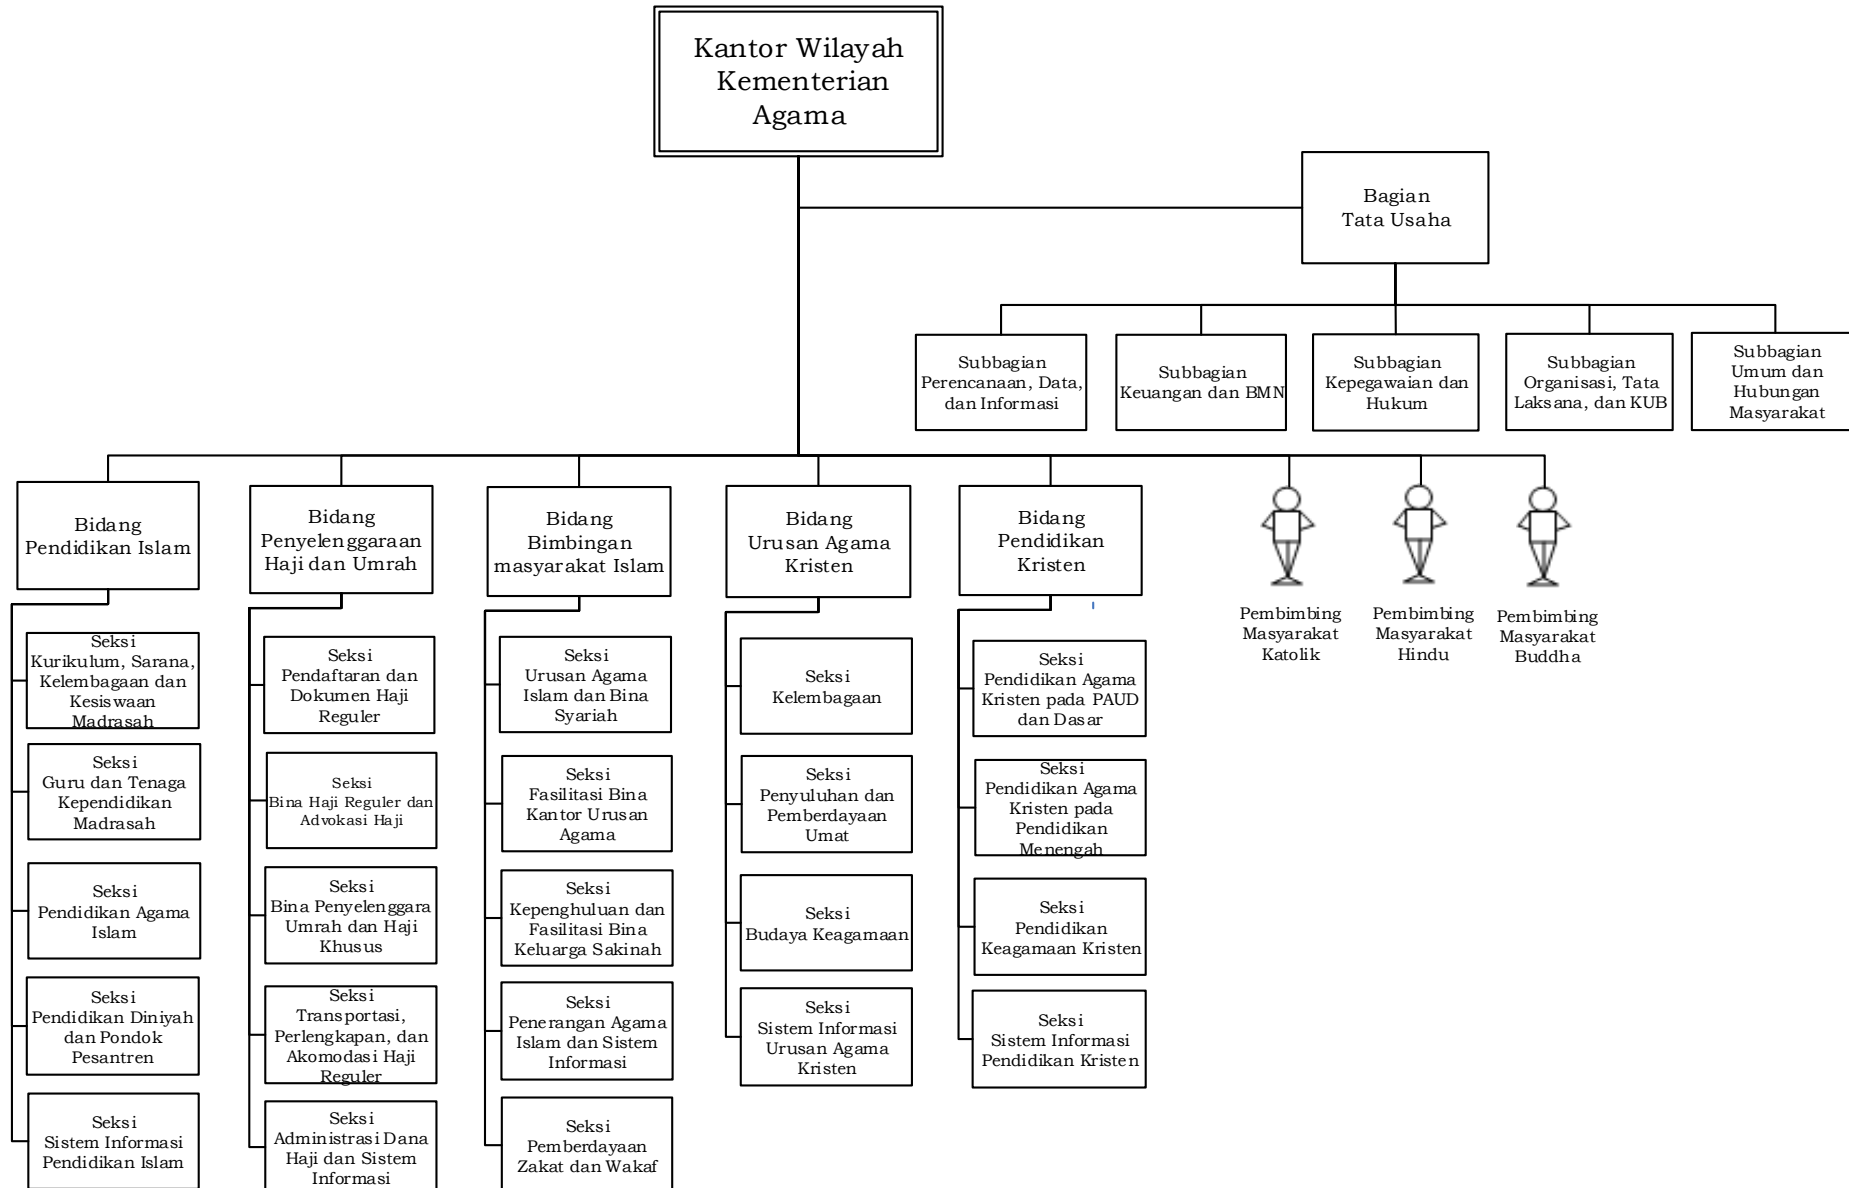 Kantor Wilayah
Kementerian
Agama
Bagian
Tata Usaha
Subbagian
Perencanaan, Data,
dan Informasi
Subbagian
Keuangan dan BMN
Subbagian
Kepegawaian dan
Hukum
Subbagian
Organisasi, Tata
Laksana, dan KUB
Subbagian
Umum dan
Hubungan
Masyarakat
Bidang
Pendidikan Islam
Bidang
Penyelenggaraan
Haji dan Umrah
Bidang
Bimbingan
masyarakat Islam
Bidang
Urusan Agama
Kristen
Bidang
Pendidikan
Kristen
Pembimbing
Masyarakat
Katolik
Pembimbing
Masyarakat
Hindu
Pembimbing
Masyarakat
Buddha
Seksi
Kurikulum, Sarana,
Kelembagaan dan
Kesiswaan
Madrasah
Seksi
Guru dan Tenaga
Kependidikan
Madrasah
Seksi
Pendidikan Agama
Islam
Seksi
Pendidikan Diniyah
dan Pondok
Pesantren
Seksi
Sistem Informasi
Pendidikan Islam
Seksi
Pendaftaran dan
Dokumen Haji
Reguler
Seksi
Bina Haji Reguler dan
Advokasi Haji
Seksi
Bina Penyelenggara
Umrah dan Haji
Khusus
Seksi
Transportasi,
Perlengkapan, dan
Akomodasi Haji
Reguler
Seksi
Administrasi Dana
Haji dan Sistem
Informasi
Seksi
Urusan Agama
Islam dan Bina
Syariah
Seksi
Fasilitasi Bina
Kantor Urusan
Agama
Seksi
Kepenghuluan dan
Fasilitasi Bina
Keluarga Sakinah
Seksi
Penerangan Agama
Islam dan Sistem
Informasi
Seksi
Pemberdayaan
Zakat dan Wakaf
Seksi
Kelembagaan
Seksi
Penyuluhan dan
Pemberdayaan
Umat
Seksi
Budaya Keagamaan
Seksi
Sistem Informasi
Urusan Agama
Kristen
Seksi
Pendidikan Agama
Kristen pada PAUD
dan Dasar
Seksi
Pendidikan Agama
Kristen pada
Pendidikan
Menengah
Seksi
Pendidikan
Keagamaan Kristen
Seksi
Sistem Informasi
Pendidikan Kristen